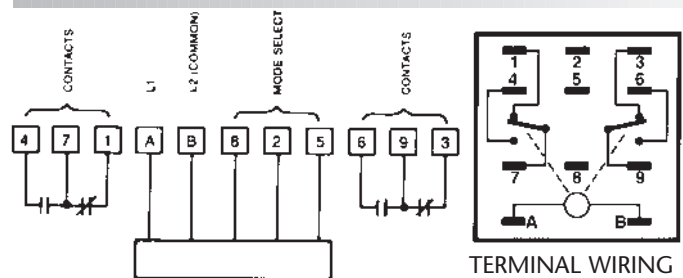 CONTACTS
L1
L2 (COMMON)
MODE SELECT
CONTACTS
4 7 1 A B 8 2 5 6 9 3
1 2 3
4 5 6
7 8 9
A B
TERMINAL WIRING